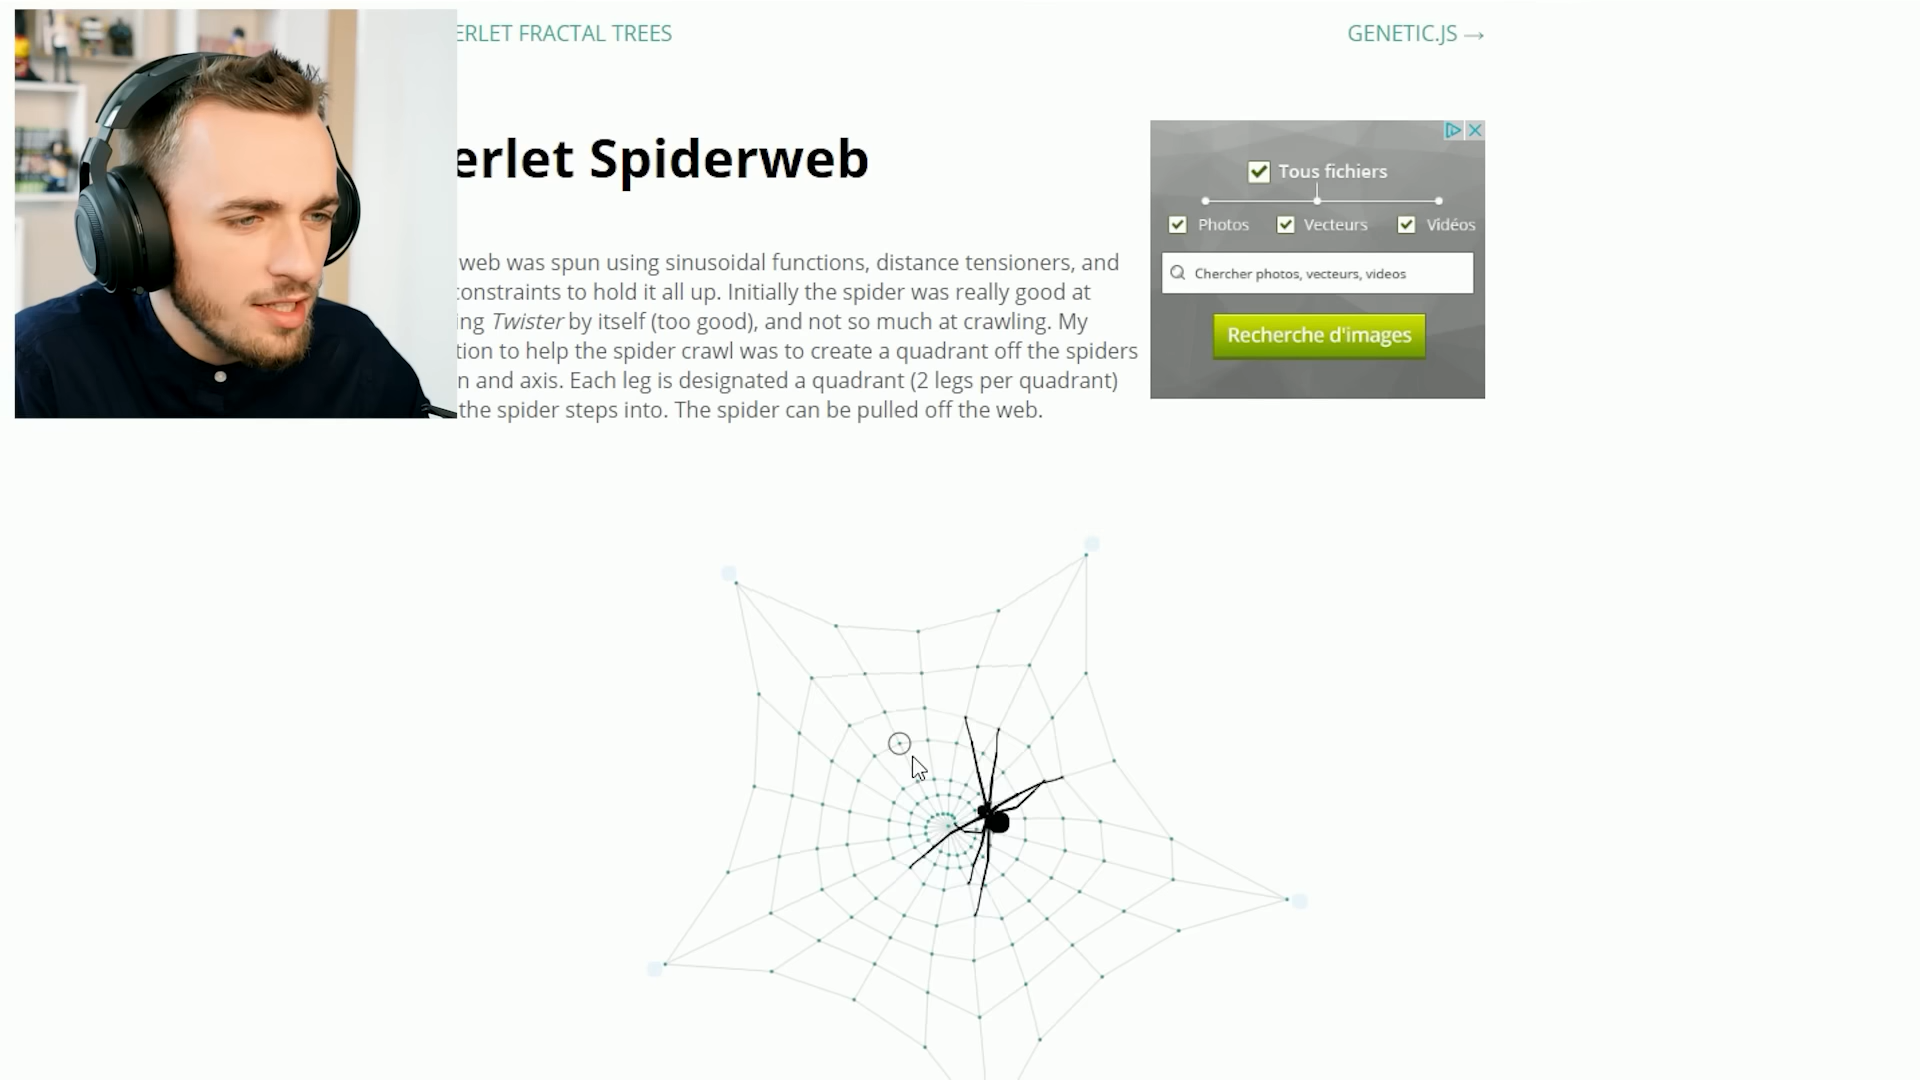 ERLET FRACTAL TREES
GENETIC.JS →
erlet Spiderweb
web was spun using sinusoidal functions, distance tensioners, and
constraints to hold it all up. Initially the spider was really good at
ing Twister by itself (too good), and not so much at crawling. My
tion to help the spider crawl was to create a quadrant off the spiders
n and axis. Each leg is designated a quadrant (2 legs per quadrant)
the spider steps into. The spider can be pulled off the web.
Tous fichiers
Photos Vecteurs Vidéos
Chercher photos, vecteurs, videos
Recherche d'images